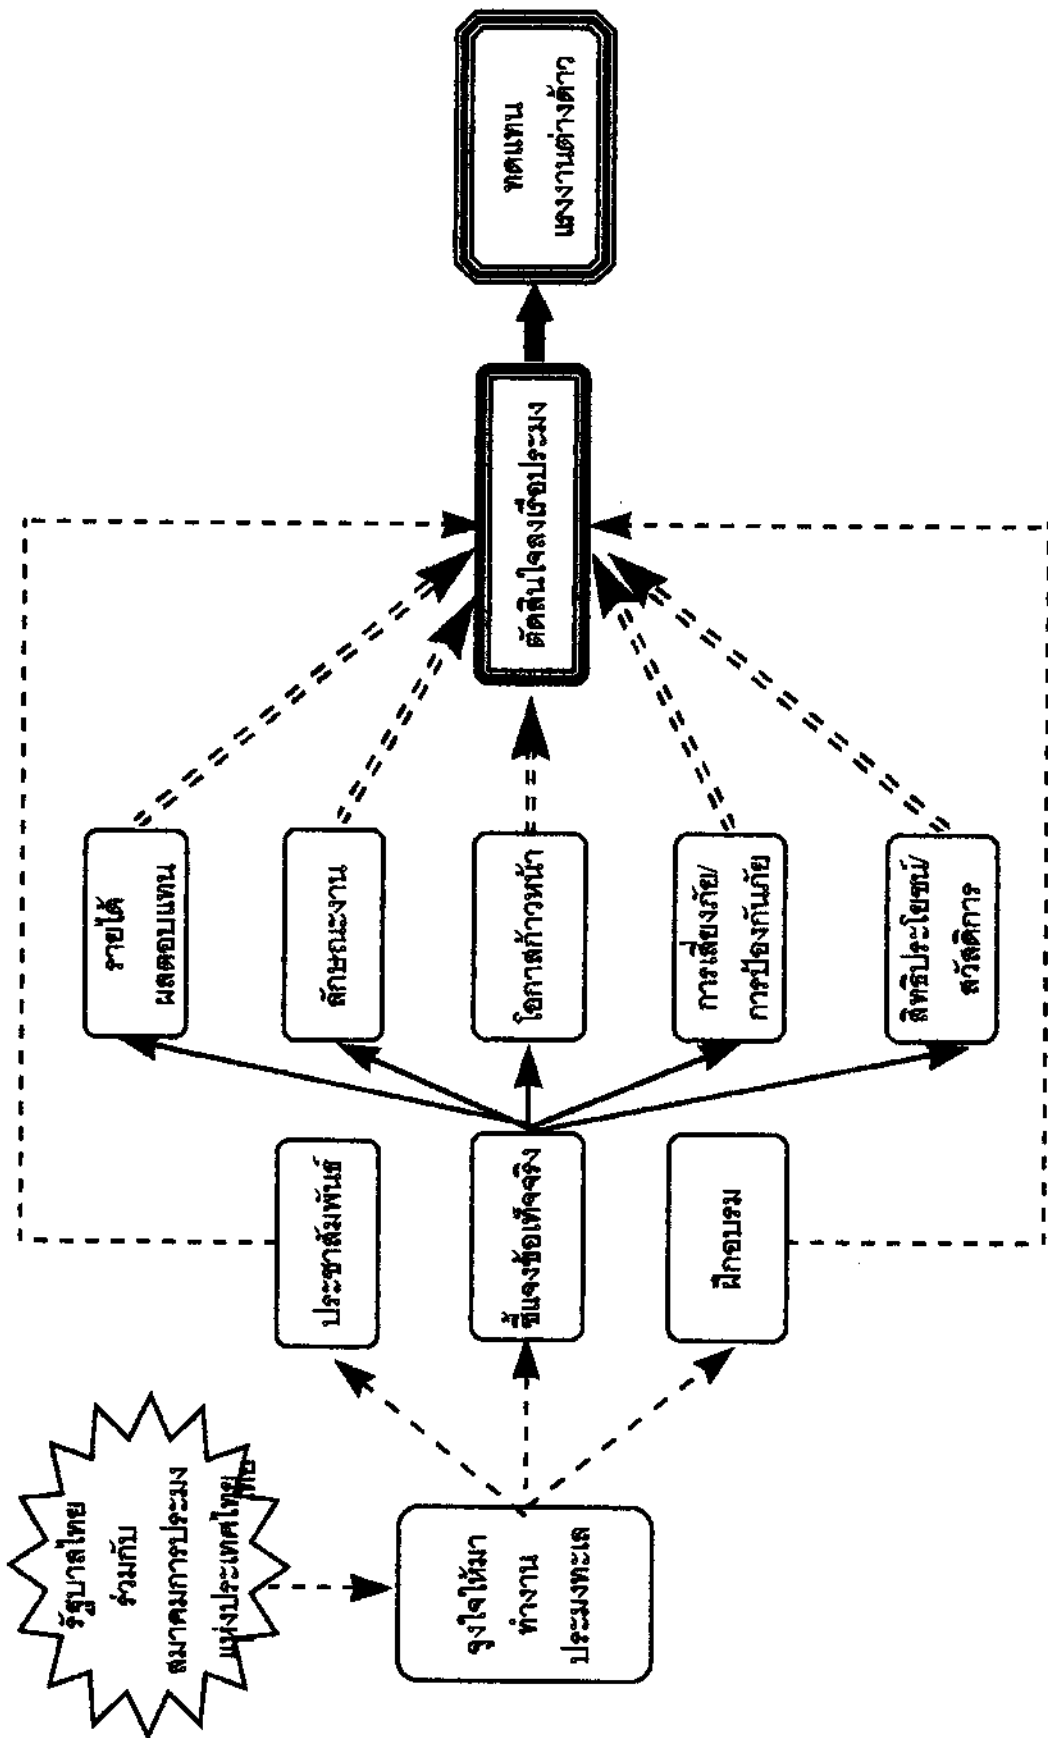 รัฐบาลไทย
ร่วมกับ
สมาคมการประมง
แห่งประเทศไทย
จูงใจให้มา
ทำงาน
ประมงทะเล
ประชาสัมพันธ์
ชี้แจงข้อเท็จจริง
ฝึกอบรม
รายได้
ผลตอบแทน
ลักษณะงาน
โอกาสก้าวหน้า
การเสี่ยงภัย/
การป้องกันภัย
สิทธิประโยชน์/
สวัสดิการ
ตัดสินใจลงเรือประมง
ทดแทน
แรงงานต่างด้าว